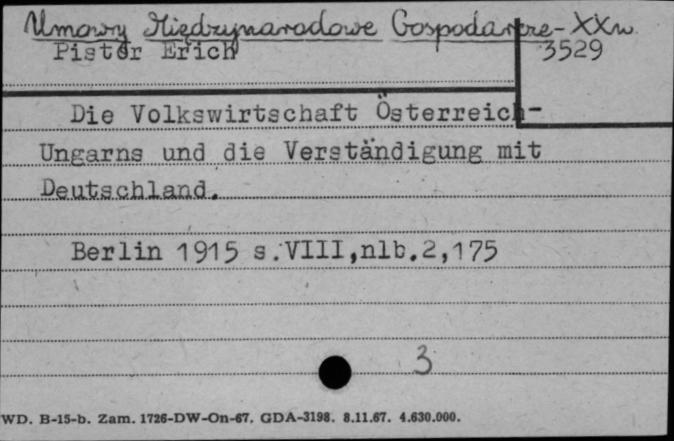 Umowy Międzynarodowe Gospodarcze-XXw.
Pistor Erich 3529
Die Volkswirtschaft Österreich-
Ungarns und die Verständigung mit
Deutschland.
Berlin 1915 s.VIII,nlb.2,175
3
WD. B-15-b. Zam. 1726-DW-On-67. GDA-3198. 8.11.67. 4.630.000.